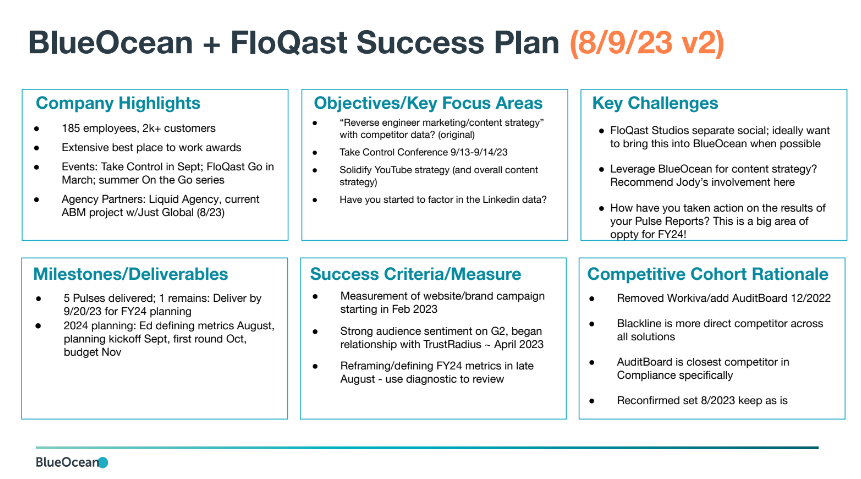 BlueOcean + FloQast Success Plan (8/9/23 v2)
Company Highlights
● 185 employees, 2k+ customers
● Extensive best place to work awards
● Events: Take Control in Sept; FloQast Go in
March; summer On the Go series
● Agency Partners: Liquid Agency, current
ABM project w/Just Global (8/23)
Objectives/Key Focus Areas
● “Reverse engineer marketing/content strategy”
with competitor data? (original)
● Take Control Conference 9/13-9/14/23
● Solidify YouTube strategy (and overall content
strategy)
● Have you started to factor in the Linkedin data?
Key Challenges
● FloQast Studios separate social; ideally want
to bring this into BlueOcean when possible
● Leverage BlueOcean for content strategy?
Recommend Jody’s involvement here
● How have you taken action on the results of
your Pulse Reports? This is a big area of
oppty for FY24!
Milestones/Deliverables
● 5 Pulses delivered; 1 remains: Deliver by
9/20/23 for FY24 planning
● 2024 planning: Ed defining metrics August,
planning kickoff Sept, first round Oct,
budget Nov
Success Criteria/Measure
● Measurement of website/brand campaign
starting in Feb 2023
● Strong audience sentiment on G2, began
relationship with TrustRadius ~ April 2023
● Reframing/defining FY24 metrics in late
August - use diagnostic to review
Competitive Cohort Rationale
● Removed Workiva/add AuditBoard 12/2022
● Blackline is more direct competitor across
all solutions
● AuditBoard is closest competitor in
Compliance specifically
● Reconfirmed set 8/2023 keep as is
BlueOcean